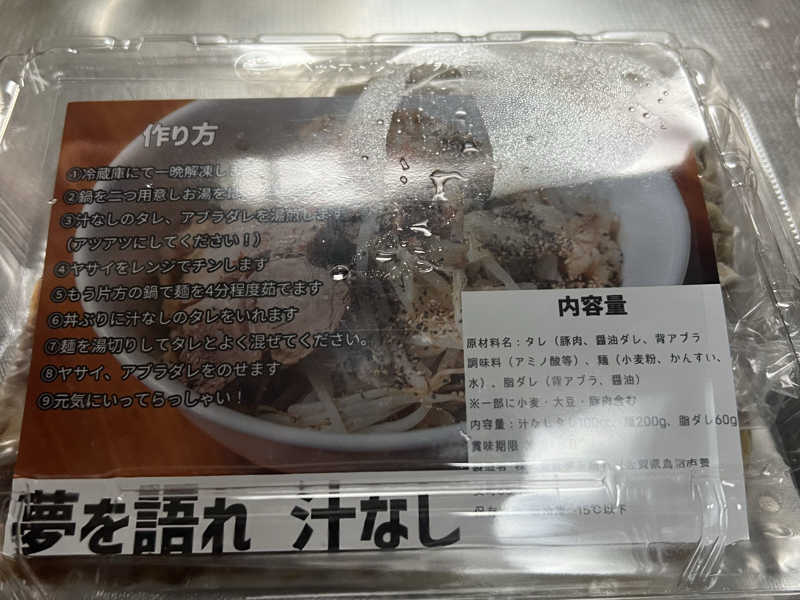 作り方
①冷蔵庫にて一晩解凍し
②鍋を二つ用意しお湯を
③汁なしのタレ、アブラダレを湯煎します
（アツアツにしてください！）
④ヤサイをレンジでチンします
⑤もう片方の鍋で麺を4分程度茹でます
⑥丼ぶりに汁なしのタレをいれます
⑦麺を湯切りしてタレとよく混ぜてください。
⑧ヤサイ、アブラダレをのせます
⑨元気にいってらっしゃい！
内容量
原材料名：タレ（豚肉、醤油ダレ、背アブラ
調味料（アミノ酸等）、麺（小麦粉、かんすい、
水）、脂ダレ（背アブラ、醤油）
※一部に小麦・大豆・豚肉含む
内容量：汁なしタレ100cc、麺200g、脂ダレ60g
賞味期限
-15℃以下
夢を語れ 汁なし